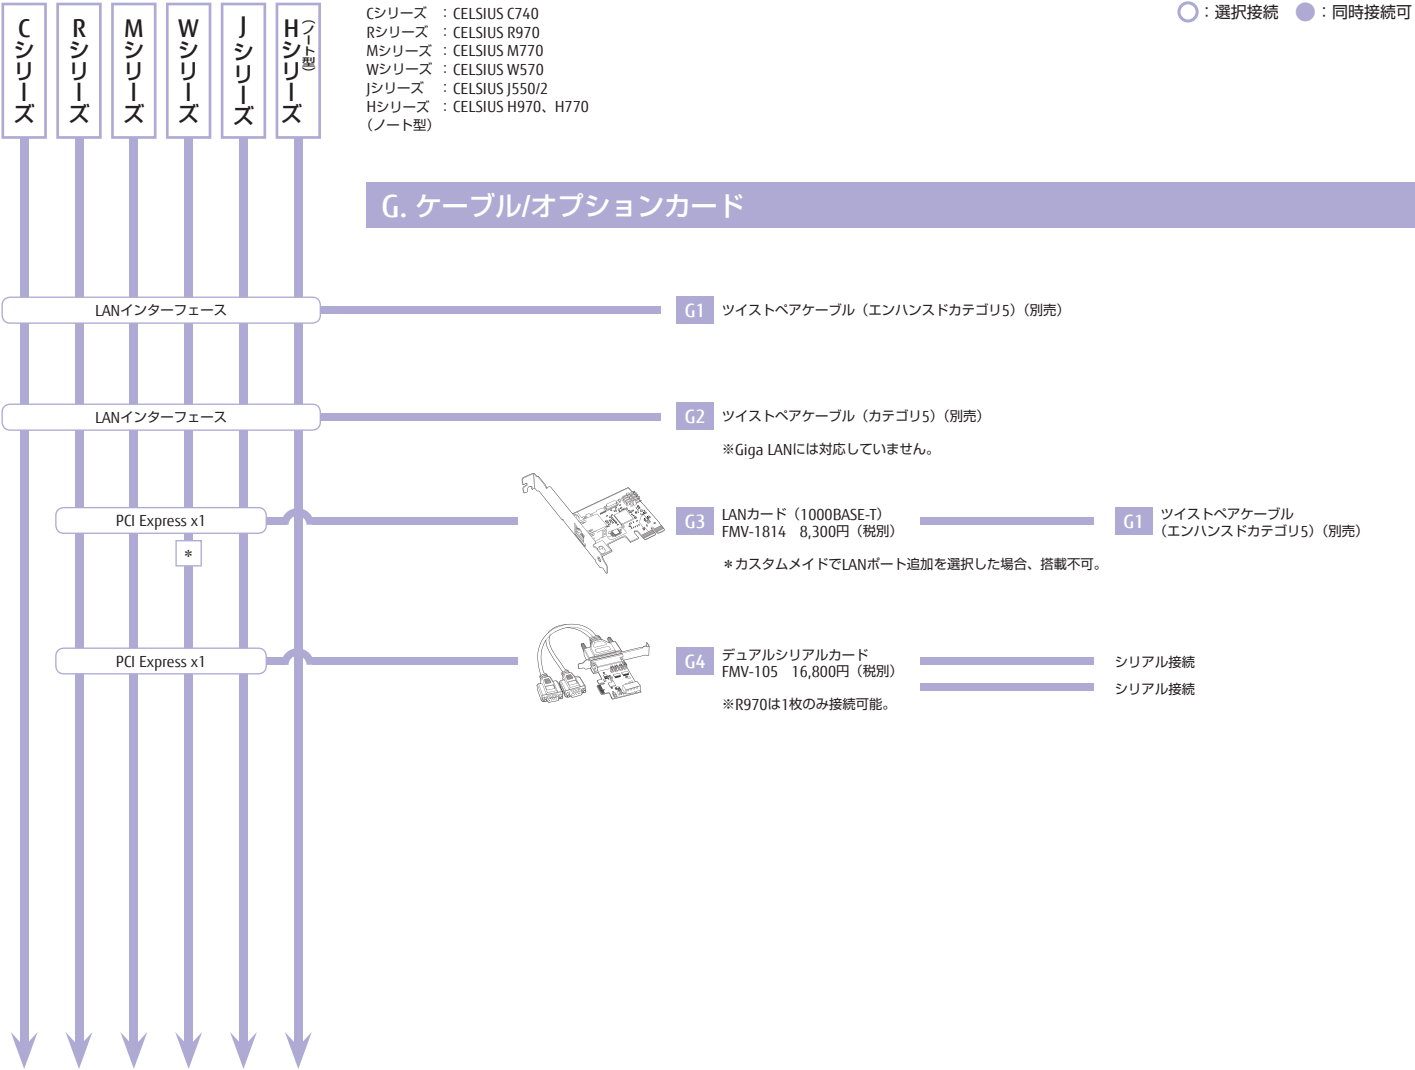 Cシリーズ
Rシリーズ
Mシリーズ
Wシリーズ
Jシリーズ
Hシリーズ
（ノート型）
Cシリーズ ：CELSIUS C740
Rシリーズ ：CELSIUS R970
Mシリーズ ：CELSIUS M770
Wシリーズ ：CELSIUS W570
Jシリーズ ：CELSIUS J550/2
Hシリーズ ：CELSIUS H970、H770
（ノート型）
：選択接続 ：同時接続可
G. ケーブル/オプションカード
LANインターフェース
G1 ツイストペアケーブル（エンハンスドカテゴリ5）（別売）
LANインターフェース
G2 ツイストペアケーブル（カテゴリ5）（別売）
※Giga LANには対応していません。
PCI Express x1
＊
G3 LANカード（1000BASE-T）
FMV-1814 8,300円（税別）
＊カスタムメイドでLANポート追加を選択した場合、搭載不可。
G1 ツイストペアケーブル
（エンハンスドカテゴリ5）（別売）
PCI Express x1
G4 デュアルシリアルカード
FMV-105 16,800円（税別）
※R970は1枚のみ接続可能。
シリアル接続
シリアル接続